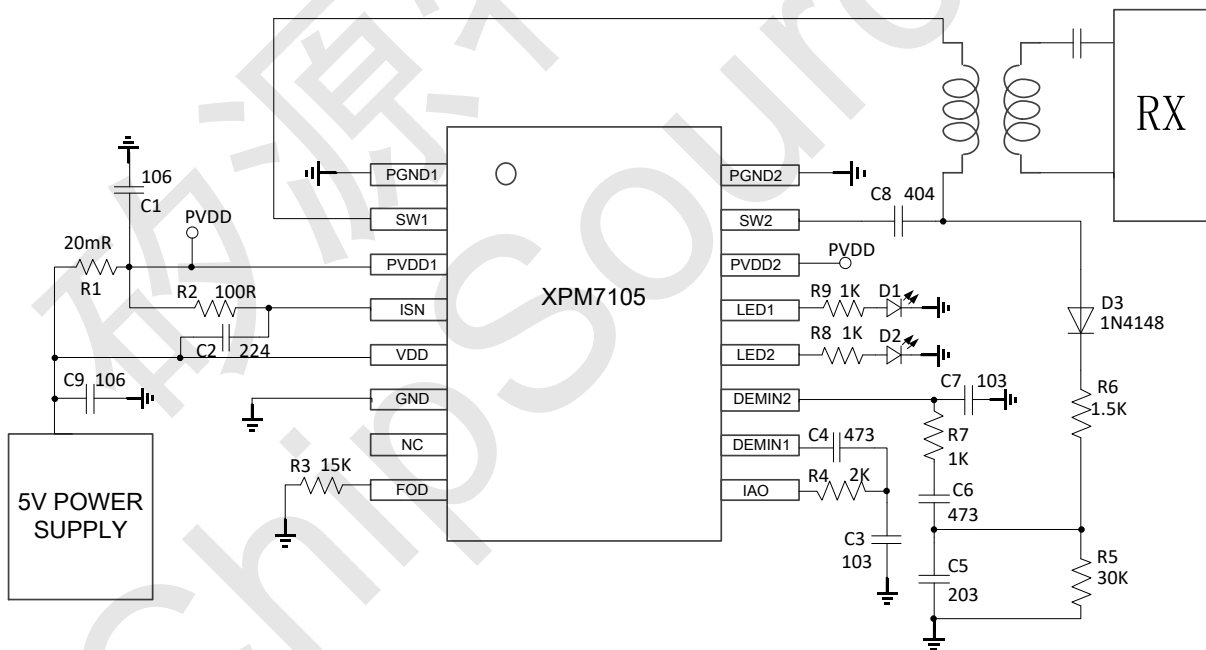 矽源
ChipSourc
RX
106
C1
PVDD
20mR
R1
R2 100R
C2 224
C9 106
5V POWER
SUPPLY
R3 15K
PGND1
SW1
PVDD1
ISN
VDD
GND
NC
FOD
XPM7105
PGND2
SW2
PVDD2
LED1
LED2
DEMIN2
DEMIN1
IAO
C8 404
PVDD
R9 1K D1
R8 1K D2
C7 103
C4 473
R4 2K
R7
1K
C6
473
C3
103
C5
203
D3
1N4148
R6
1.5K
R5
30K